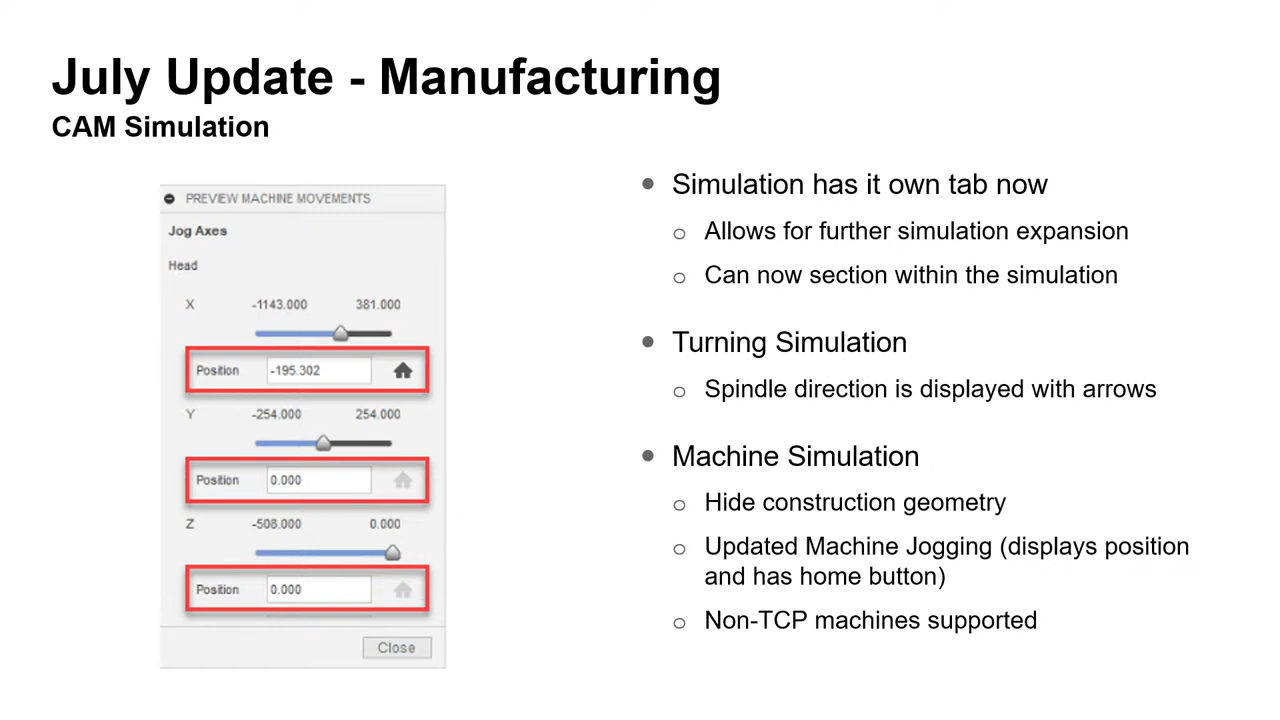 July Update - Manufacturing
CAM Simulation
PREVIEW MACHINE MOVEMENTS
Jog Axes
Head
X -1143.000 381.000
Position -195.302
Y -254.000 254.000
Position 0.000
Z -508.000 0.000
Position 0.000
Close
Simulation has it own tab now
Allows for further simulation expansion
Can now section within the simulation
Turning Simulation
Spindle direction is displayed with arrows
Machine Simulation
Hide construction geometry
Updated Machine Jogging (displays position
and has home button)
Non-TCP machines supported